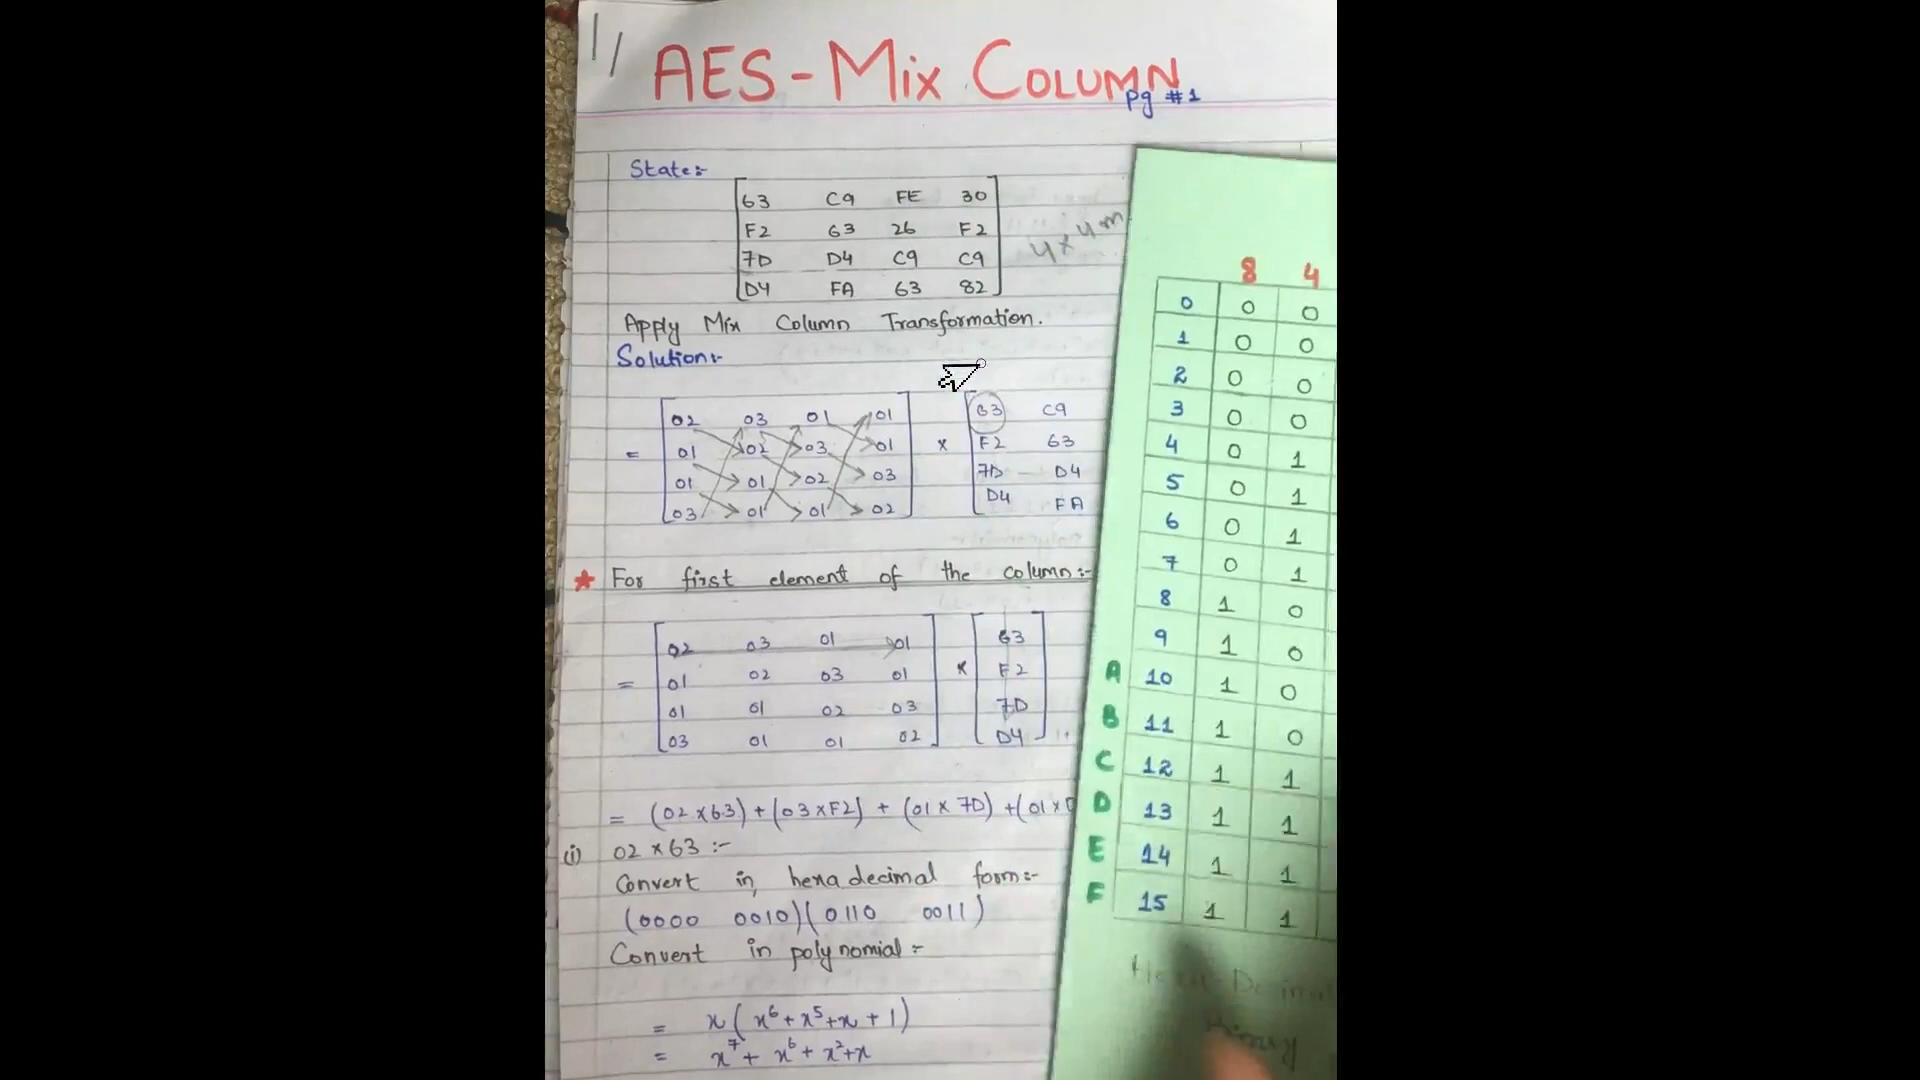 AES - MIX COLUMN
pg #1
State:-
63 C9 FE 30
F2 63 26 F2
7D D4 C9 C9
D4 FA 63 82
4x4 m
Apply Mix Column Transformation.
Solution:-
02 03 01 01 63 C9
= 01 02 03 01 x F2 63
01 01 02 03 7D D4
03 01 01 02 D4 FA
For first element of the column:-
02 03 01 01 63
= 01 02 03 01 x F2
01 01 02 03 7D
03 01 01 02 D4
= (02 x 63) + (03 x F2) + (01 x 7D) + (01 x
(i) 02 x 63 :-
Convert in hexadecimal form:-
(0000 0010)(0110 0011)
Convert in polynomial:-
= x(x⁶+x⁵+x+1)
= x⁷+x⁶+x²+x
8 4
0 0 0
1 0 0
2 0 0
3 0 0
4 0 1
5 0 1
6 0 1
7 0 1
8 1 0
9 1 0
A 10 1 0
B 11 1 0
C 12 1 1
D 13 1 1
E 14 1 1
F 15 1 1